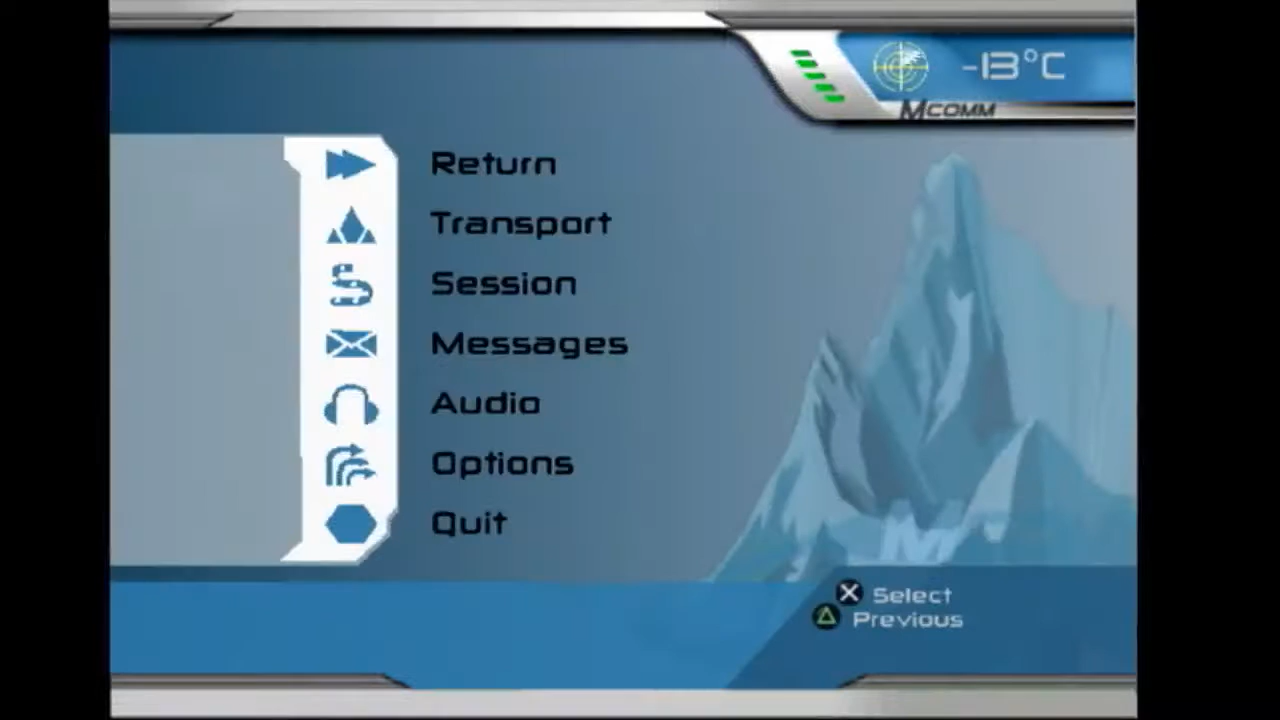 -13°C
MCOMM
Return
Transport
Session
Messages
Audio
Options
Quit
Select
Previous